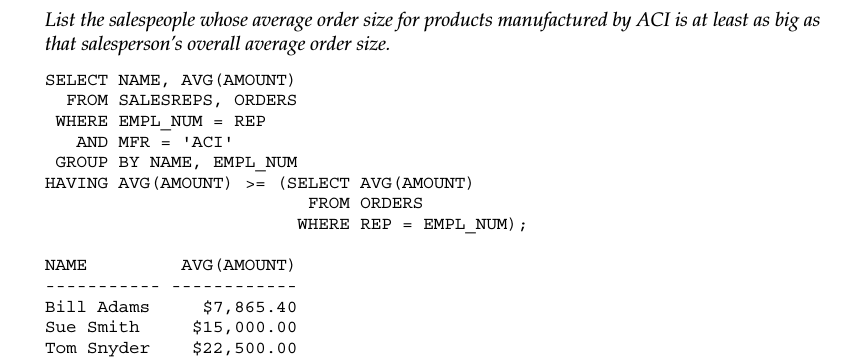 List the salespeople whose average order size for products manufactured by ACI is at least as big as
that salesperson's overall average order size.
SELECT NAME, AVG(AMOUNT)
  FROM SALESREPS, ORDERS
 WHERE EMPL_NUM = REP
   AND MFR = 'ACI'
 GROUP BY NAME, EMPL_NUM
HAVING AVG(AMOUNT) >= (SELECT AVG(AMOUNT)
                         FROM ORDERS
                        WHERE REP = EMPL_NUM);
NAME         AVG(AMOUNT)
----------- ------------
Bill Adams     $7,865.40
Sue Smith     $15,000.00
Tom Snyder    $22,500.00